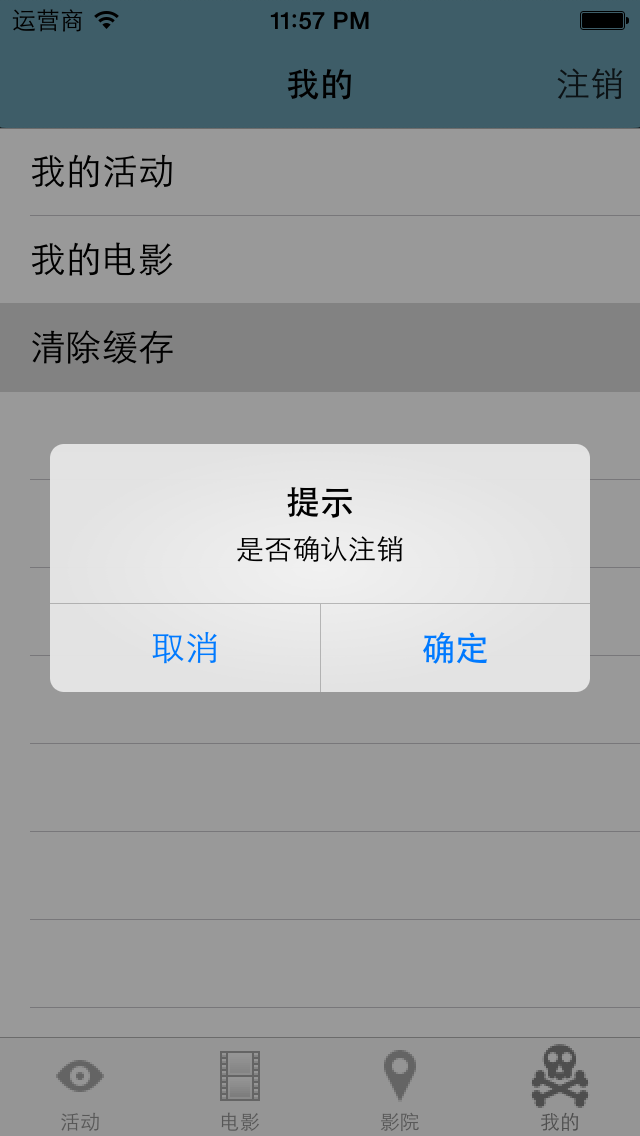 运营商 11:57 PM
我的 注销
我的活动
我的电影
清除缓存
提示
是否确认注销
取消 确定
活动 电影 影院 我的